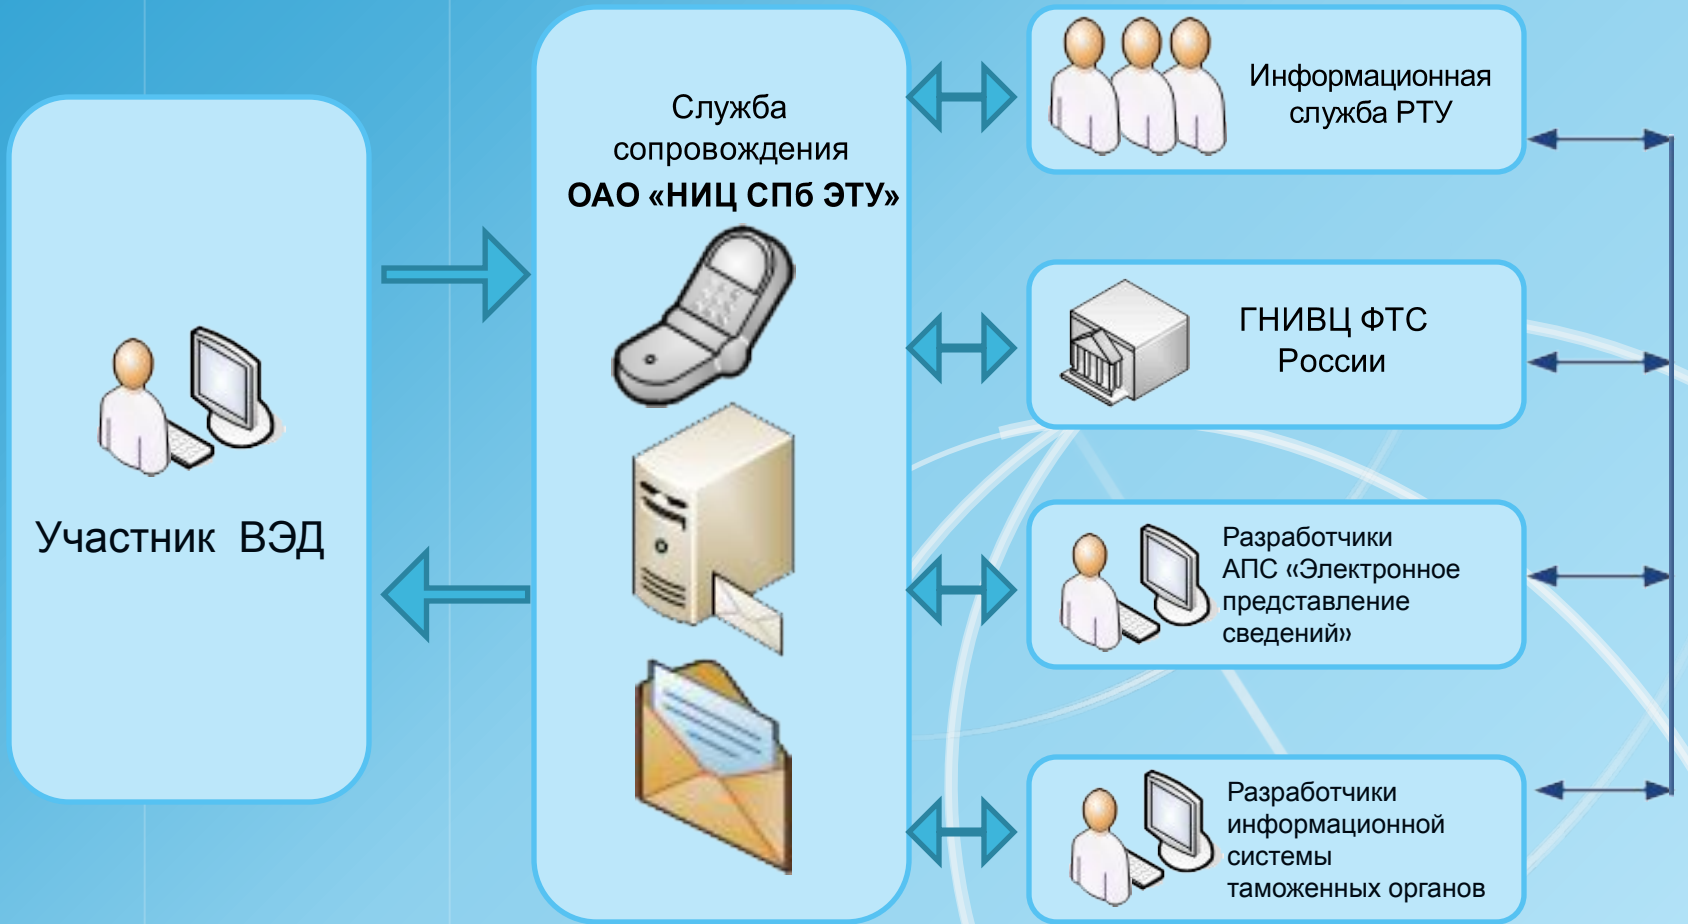 Участник ВЭД
Служба
сопровождения
ОАО «НИЦ СПб ЭТУ»
Информационная
служба РТУ
ГНИВЦ ФТС
России
Разработчики
АПС «Электронное
представление
сведений»
Разработчики
информационной
системы
таможенных органов